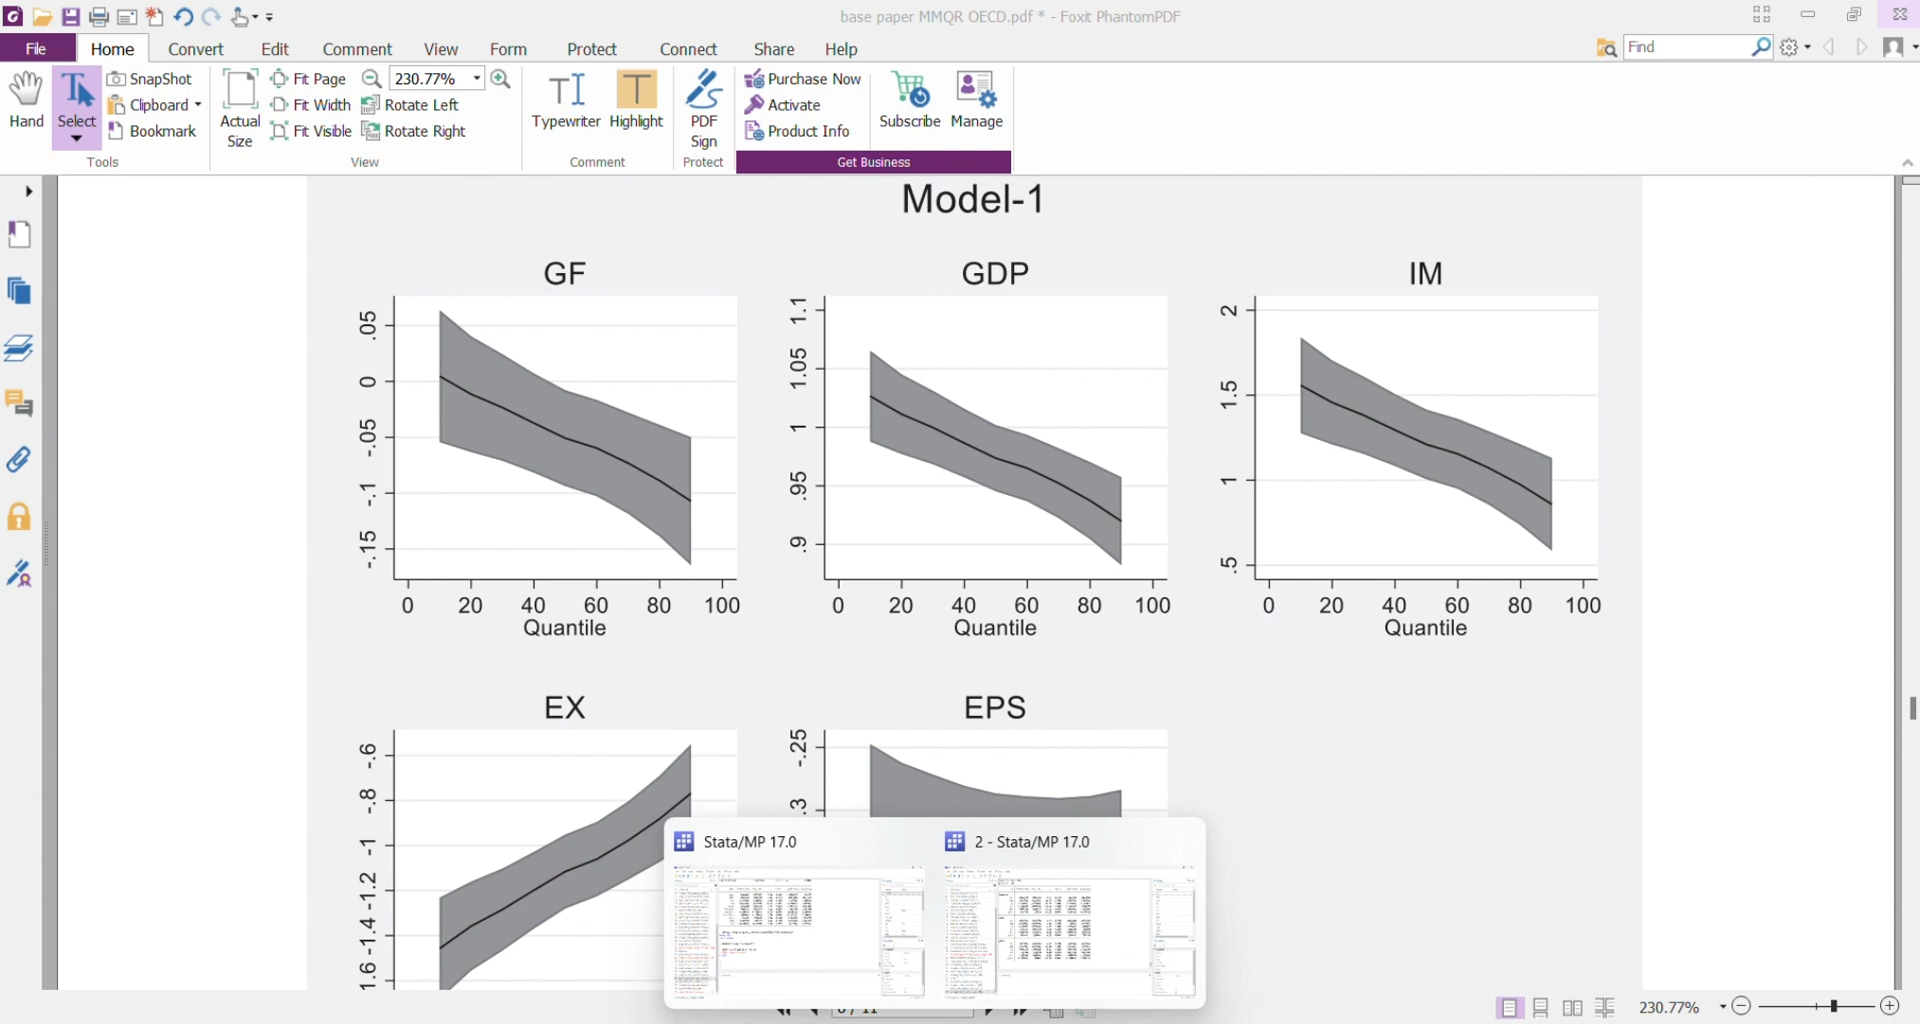 base paper MMQR OECD.pdf * - Foxit PhantomPDF
File Home Convert Edit Comment View Form Protect Connect Share Help Find
Hand
Select
SnapShot
Clipboard
Bookmark
Tools
Actual
Size
Fit Page
Fit Width
Fit Visible
230.77%
Rotate Left
Rotate Right
View
Typewriter
Highlight
Comment
PDF
Sign
Protect
Purchase Now
Activate
Product Info
Subscribe
Manage
Get Business
Model-1
GF
.05
0
-.05
-.1
-.15
0 20 40 60 80 100
Quantile
GDP
1.1
1.05
1
.95
.9
0 20 40 60 80 100
Quantile
IM
2
1.5
1
.5
0 20 40 60 80 100
Quantile
EX
-.6
-.8
-1
-1.2
-1.4
1.6
EPS
-.25
.3
Stata/MP 17.0
2 - Stata/MP 17.0
230.77%